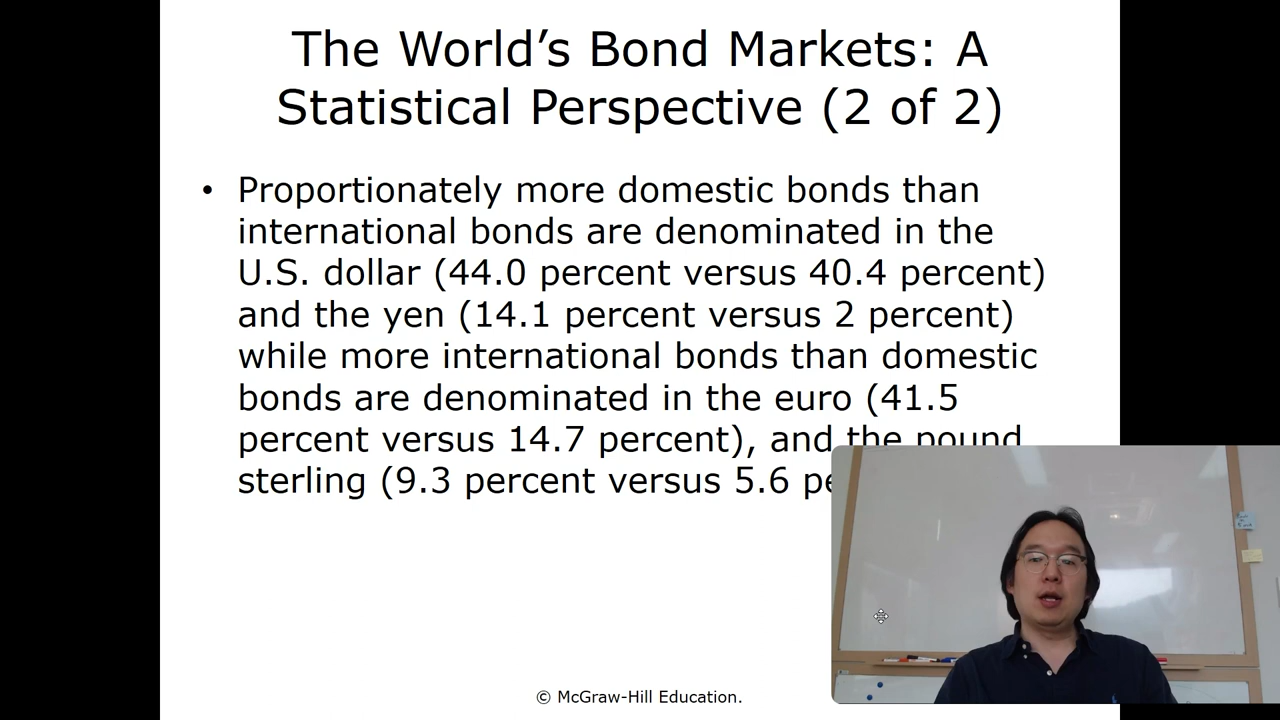 The World’s Bond Markets: A
Statistical Perspective (2 of 2)
• Proportionately more domestic bonds than
international bonds are denominated in the
U.S. dollar (44.0 percent versus 40.4 percent)
and the yen (14.1 percent versus 2 percent)
while more international bonds than domestic
bonds are denominated in the euro (41.5
percent versus 14.7 percent), and the pound
sterling (9.3 percent versus 5.6
© McGraw-Hill Education.